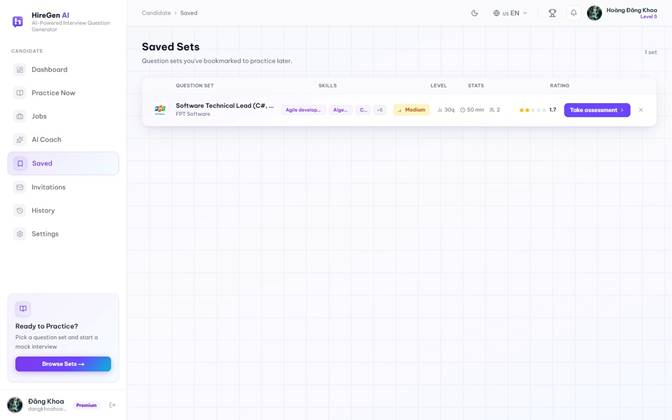 HireGen AI
AI-Powered Interview Question
Generator
CANDIDATE
Dashboard
Practice Now
Jobs
AI Coach
Saved
Invitations
History
Settings
Ready to Practice?
Pick a question set and start a
mock interview
Browse Sets →
Đăng Khoa
dangkhoahoa...
Premium
Candidate > Saved
US EN
Hoàng Đăng Khoa
Level 5
Saved Sets
Question sets you've bookmarked to practice later.
1 set
QUESTION SET SKILLS LEVEL STATS RATING
Software Technical Lead (C#, ...
FPT Software
Agile develop... Alge... C... +6
Medium
30q 50 min 2
1.7
Take assessment >